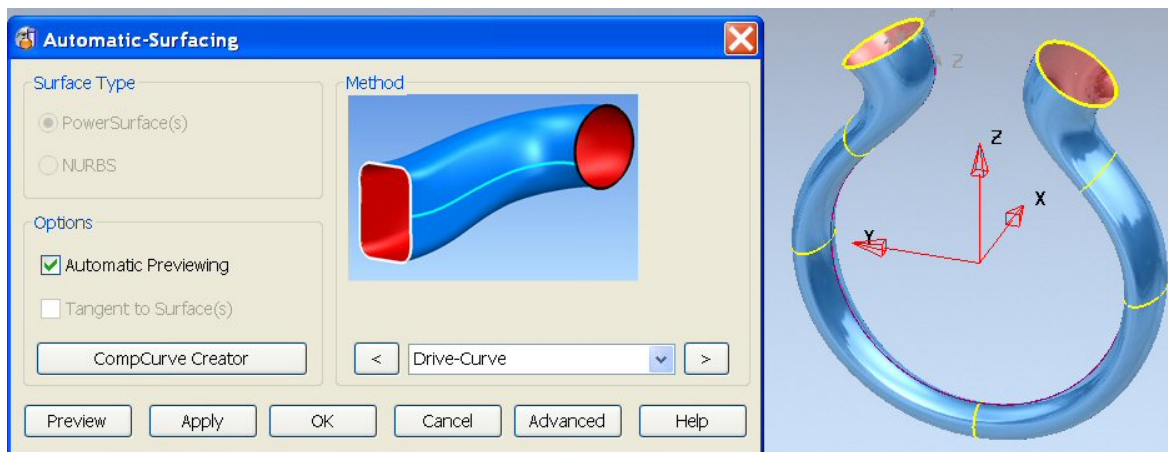 Automatic-Surfacing
Surface Type
PowerSurface(s)
NURBS
Options
Automatic Previewing
Tangent to Surface(s)
CompCurve Creator
Method
< Drive-Curve >
Preview Apply OK Cancel Advanced Help
Z
Z
X
Y